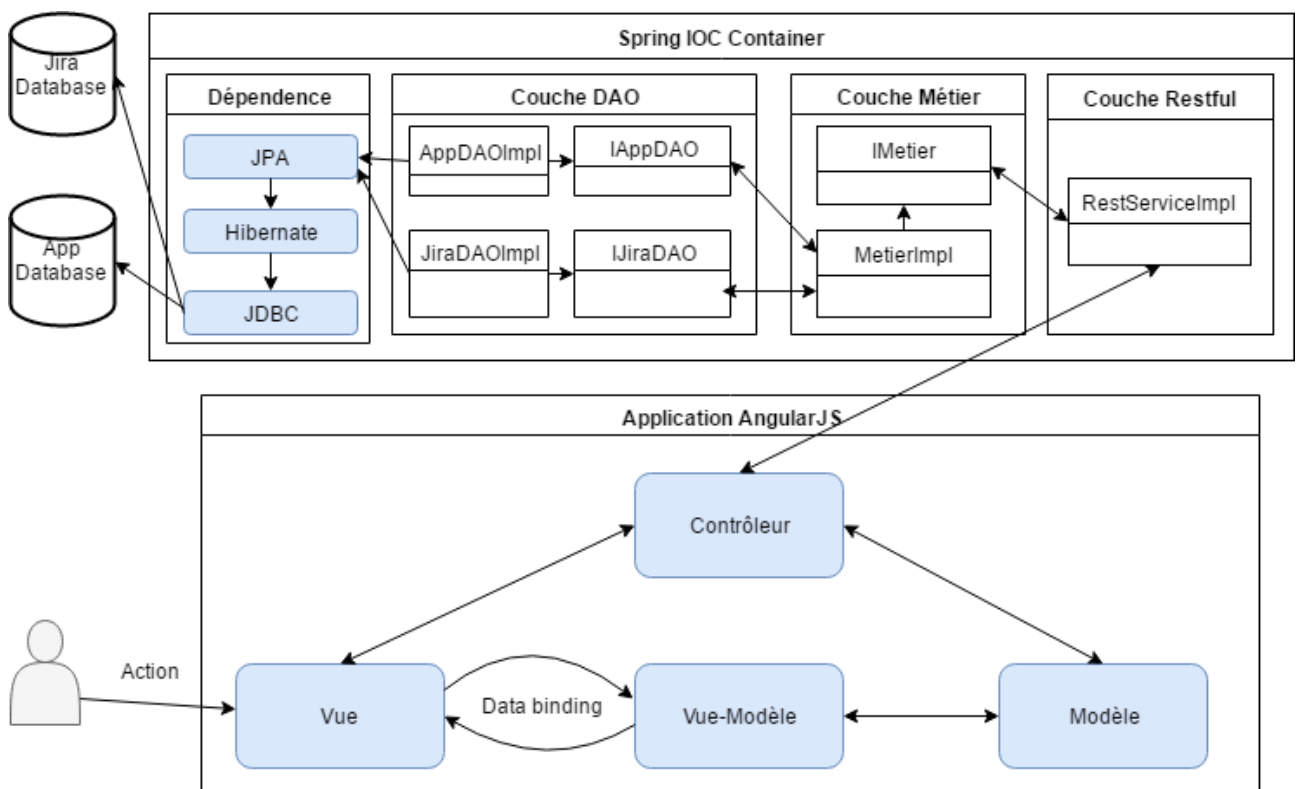 Spring IOC Container
Jira
Database
Dépendence
Couche DAO
Couche Métier
Couche Restful
JPA
AppDAOImpl
IAppDAO
IMetier
RestServiceImpl
Hibernate
JiraDAOImpl
IJiraDAO
MetierImpl
App
Database
JDBC
Application AngularJS
Contrôleur
Action
Vue
Data binding
Vue-Modèle
Modèle